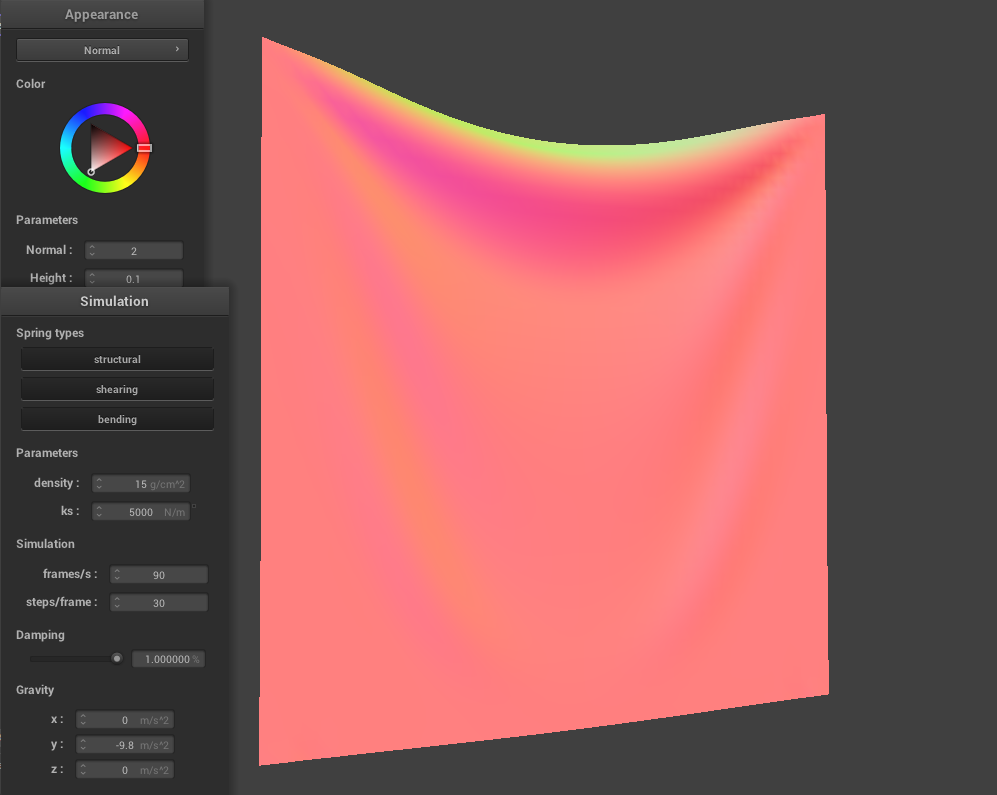 Appearance
Normal
Color
Parameters
Normal : 2
Height : 0.1
Simulation
Spring types
structural
shearing
bending
Parameters
density : 15 g/cm^2
ks : 5000 N/m
Simulation
frames/s : 90
steps/frame : 30
Damping
1.000000 %
Gravity
x : 0 m/s^2
y : -9.8 m/s^2
z : 0 m/s^2